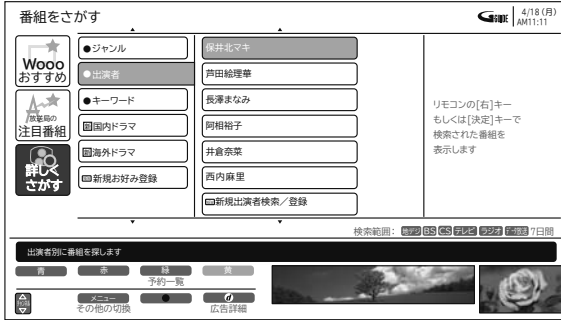 番組をさがす
G-GUIDE
4/18 (月)
AM11:11
Wooo
おすすめ
放送局の
注目番組
詳しく
さがす
●ジャンル
●出演者
●キーワード
国内ドラマ
海外ドラマ
新規お好み登録
保井北マキ
芦田絵理華
長澤まなみ
阿相裕子
井倉奈菜
西内麻里
新規出演者検索／登録
リモコンの[右]キー
もしくは[決定]キーで
検索された番組を
表示します
検索範囲： 地デジ BS CS テレビ ラジオ データ 7日間
出演者別に番組を探します
青 赤 緑 黄
予約一覧
メニュー ● d
その他の切換 広告詳細